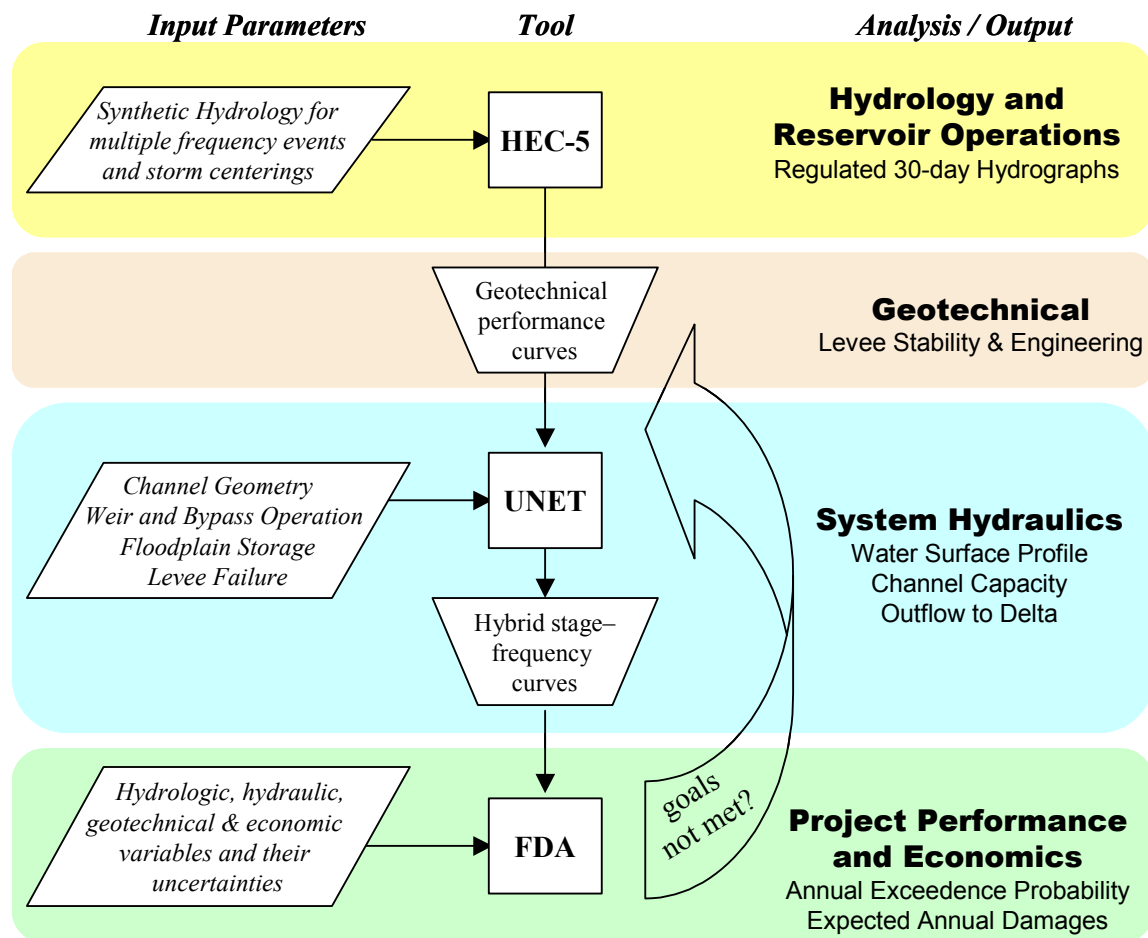 Input Parameters
Tool
Analysis / Output
Synthetic Hydrology for
multiple frequency events
and storm centerings
HEC-5
Hydrology and
Reservoir Operations
Regulated 30-day Hydrographs
Geotechnical
performance
curves
Geotechnical
Levee Stability & Engineering
Channel Geometry
Weir and Bypass Operation
Floodplain Storage
Levee Failure
UNET
System Hydraulics
Water Surface Profile
Channel Capacity
Outflow to Delta
Hybrid stage–
frequency
curves
Hydrologic, hydraulic,
geotechnical & economic
variables and their
uncertainties
FDA
goals
not met?
Project Performance
and Economics
Annual Exceedence Probability
Expected Annual Damages